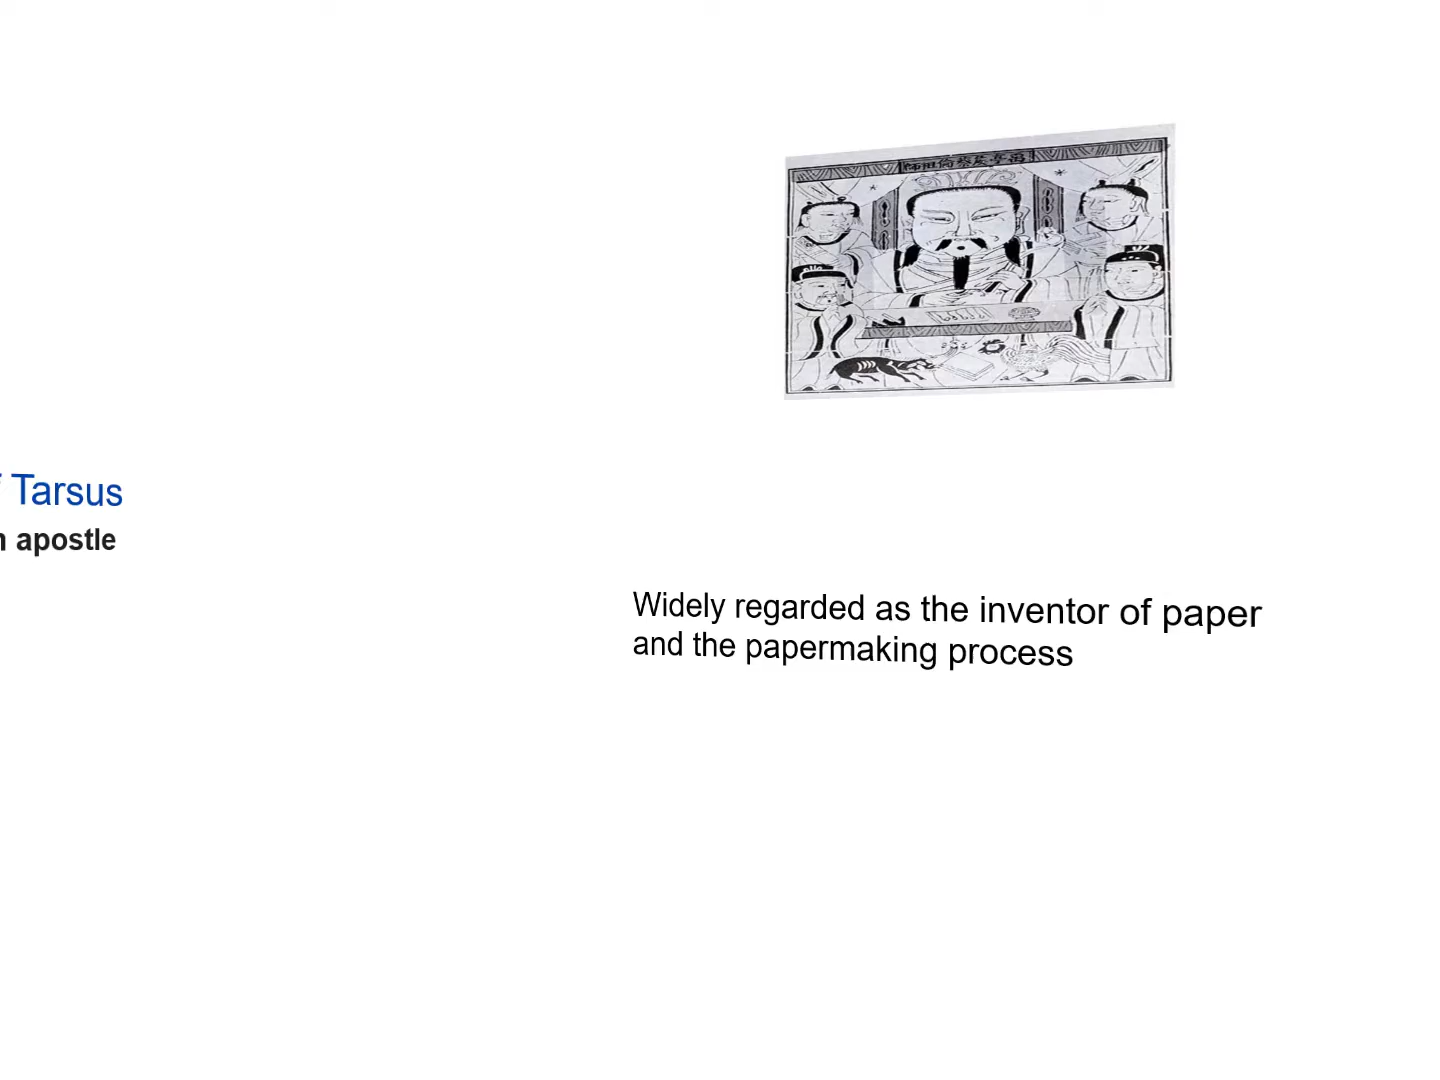 Tarsus
apostle
Widely regarded as the inventor of paper
and the papermaking process